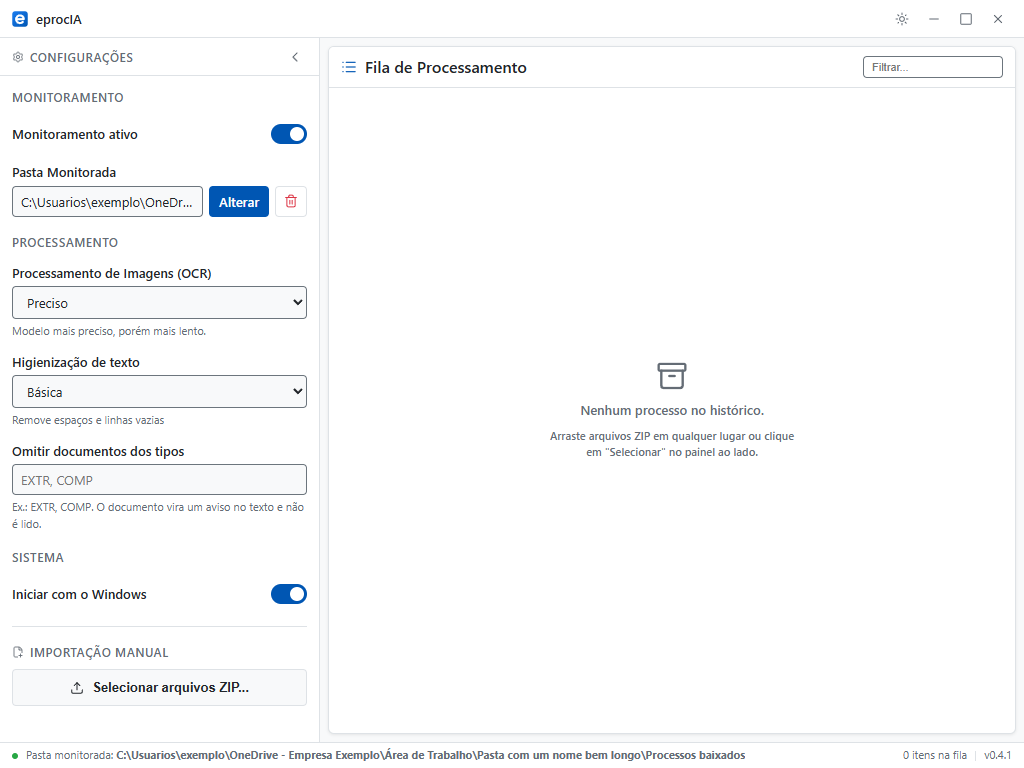 eprocIA
CONFIGURAÇÕES
MONITORAMENTO
Monitoramento ativo
Pasta Monitorada
C:\Usuarios\exemplo\OneDr...
Alterar
PROCESSAMENTO
Processamento de Imagens (OCR)
Preciso
Modelo mais preciso, porém mais lento.
Higienização de texto
Básica
Remove espaços e linhas vazias
Omitir documentos dos tipos
EXTR, COMP
Ex.: EXTR, COMP. O documento vira um aviso no texto e não
é lido.
SISTEMA
Iniciar com o Windows
IMPORTAÇÃO MANUAL
Selecionar arquivos ZIP...
Fila de Processamento
Filtrar...
Nenhum processo no histórico.
Arraste arquivos ZIP em qualquer lugar ou clique
em "Selecionar" no painel ao lado.
Pasta monitorada: C:\Usuarios\exemplo\OneDrive - Empresa Exemplo\Área de Trabalho\Pasta com um nome bem longo\Processos baixados
0 itens na fila
v0.4.1